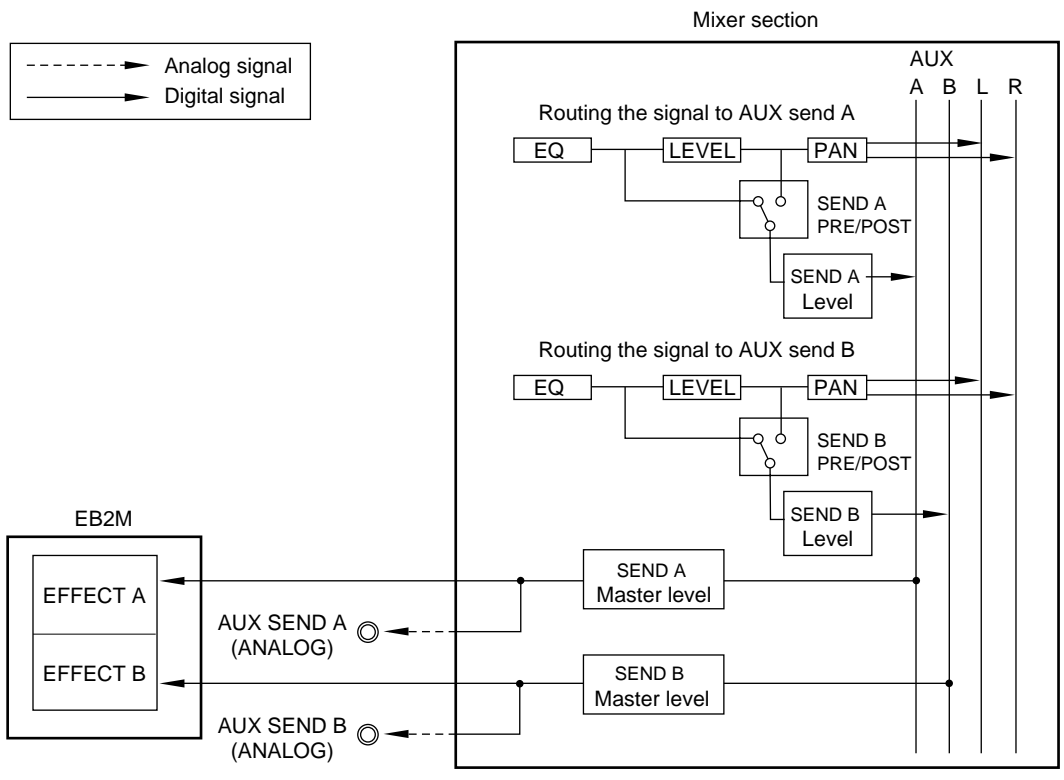 Mixer section
Analog signal
Digital signal
AUX
A B L R
Routing the signal to AUX send A
EQ LEVEL PAN
SEND A
PRE/POST
SEND A
Level
Routing the signal to AUX send B
EQ LEVEL PAN
SEND B
PRE/POST
SEND B
Level
EB2M
EFFECT A
EFFECT B
SEND A
Master level
AUX SEND A
(ANALOG)
SEND B
Master level
AUX SEND B
(ANALOG)